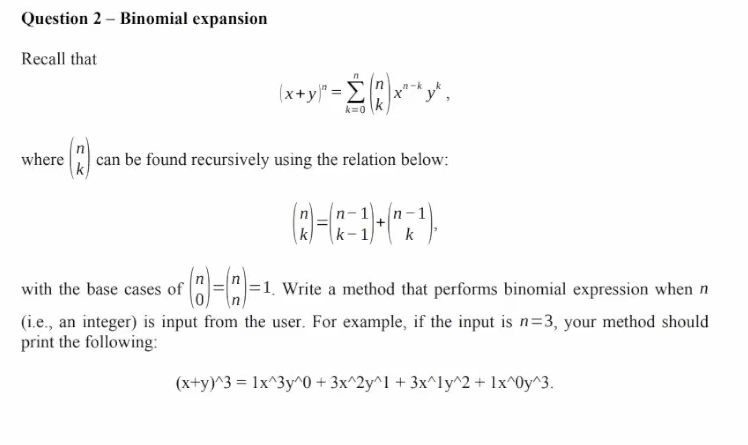 Question 2 – Binomial expansion
Recall that
(x+y)^n = ∑_{k=0}^{n} \binom{n}{k} x^{n-k} y^k ,
where \binom{n}{k} can be found recursively using the relation below:
\binom{n}{k} = \binom{n-1}{k-1} + \binom{n-1}{k},
with the base cases of \binom{n}{0} = \binom{n}{n} = 1. Write a method that performs binomial expression when n
(i.e., an integer) is input from the user. For example, if the input is n=3, your method should
print the following:
(x+y)^3 = 1x^3y^0 + 3x^2y^1 + 3x^1y^2 + 1x^0y^3.